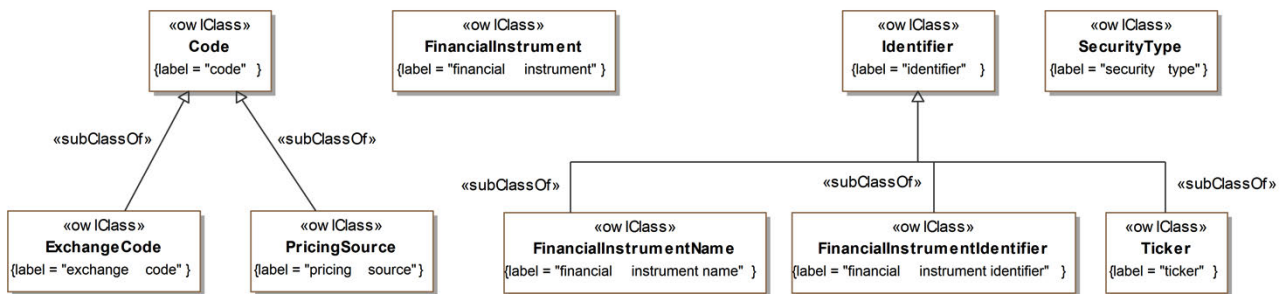 «owlClass»
Code
{label = "code" }
«owlClass»
FinancialInstrument
{label = "financial instrument" }
«owlClass»
Identifier
{label = "identifier" }
«owlClass»
SecurityType
{label = "security type" }
«subClassOf»
«subClassOf»
«subClassOf»
«subClassOf»
«subClassOf»
«owlClass»
ExchangeCode
{label = "exchange code" }
«owlClass»
PricingSource
{label = "pricing source" }
«owlClass»
FinancialInstrumentName
{label = "financial instrument name" }
«owlClass»
FinancialInstrumentIdentifier
{label = "financial instrument identifier" }
«owlClass»
Ticker
{label = "ticker" }